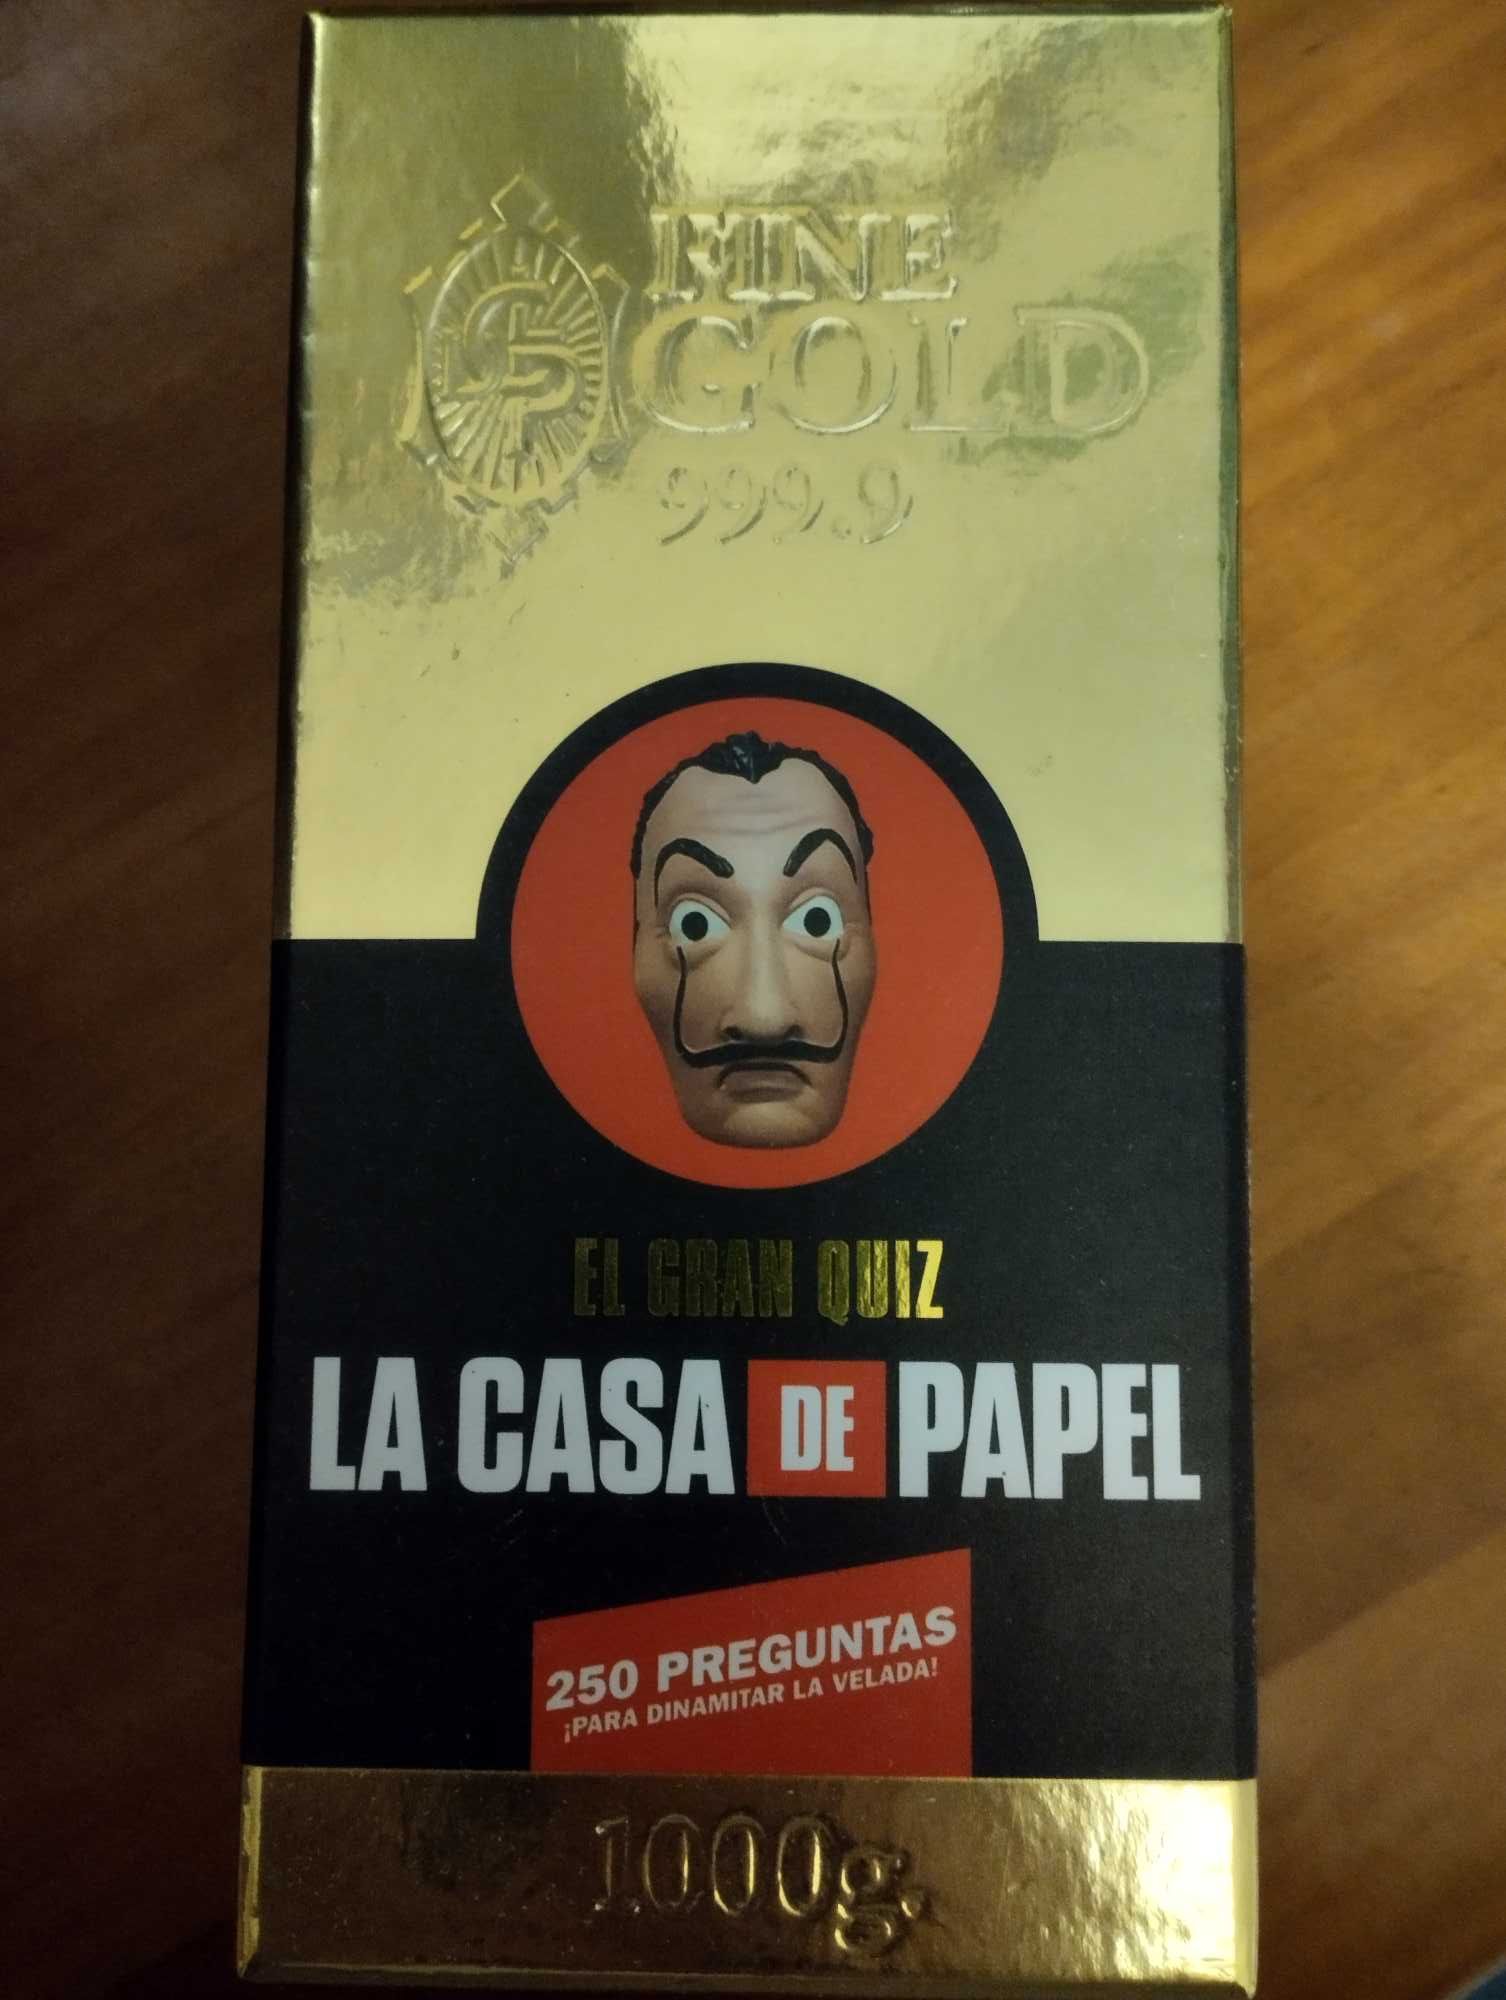 FINE
GOLD
999.9
EL GRAN QUIZ
LA CASA DE PAPEL
250 PREGUNTAS
¡PARA DINAMITAR LA VELADA!
1000g.